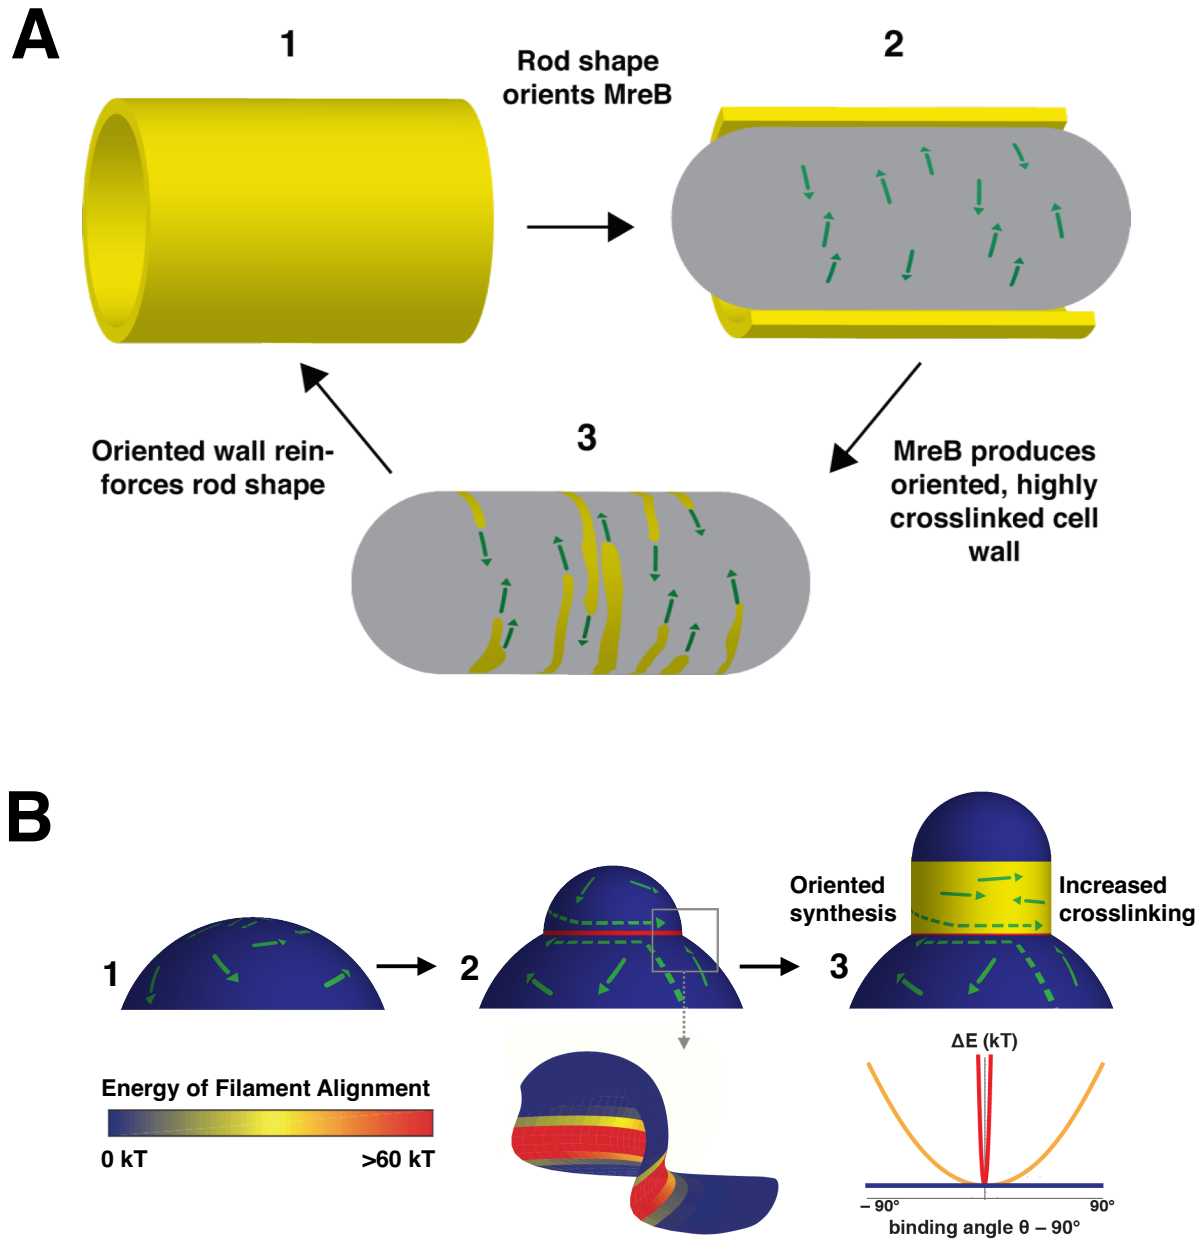 A
1
Rod shape
orients MreB
2
Oriented wall rein-
forces rod shape
3
MreB produces
oriented, highly
crosslinked cell
wall
B
1
2
3
Oriented
synthesis
Increased
crosslinking
Energy of Filament Alignment
0 kT
>60 kT
ΔE (kT)
– 90°
90°
binding angle θ – 90°